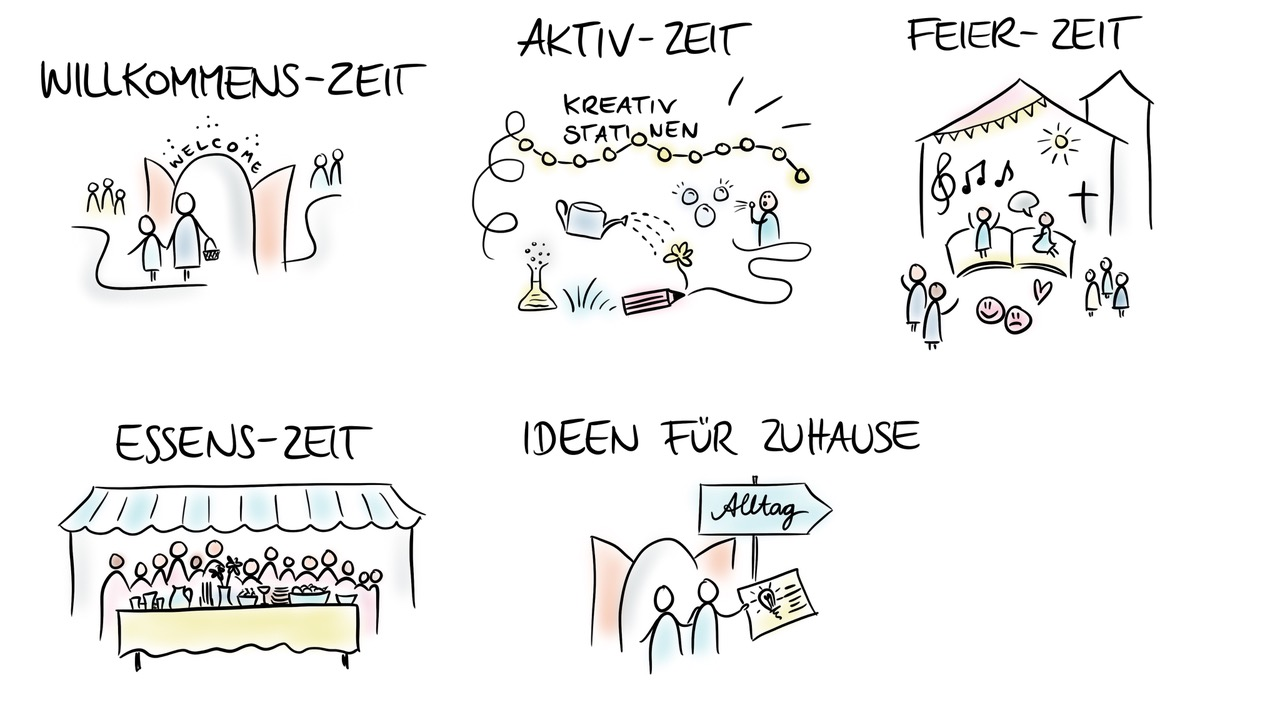 WILLKOMMENS-ZEIT
WELCOME
AKTIV-ZEIT
KREATIV
STATIONEN
FEIER-ZEIT
ESSENS-ZEIT
IDEEN FÜR ZUHAUSE
Alltag